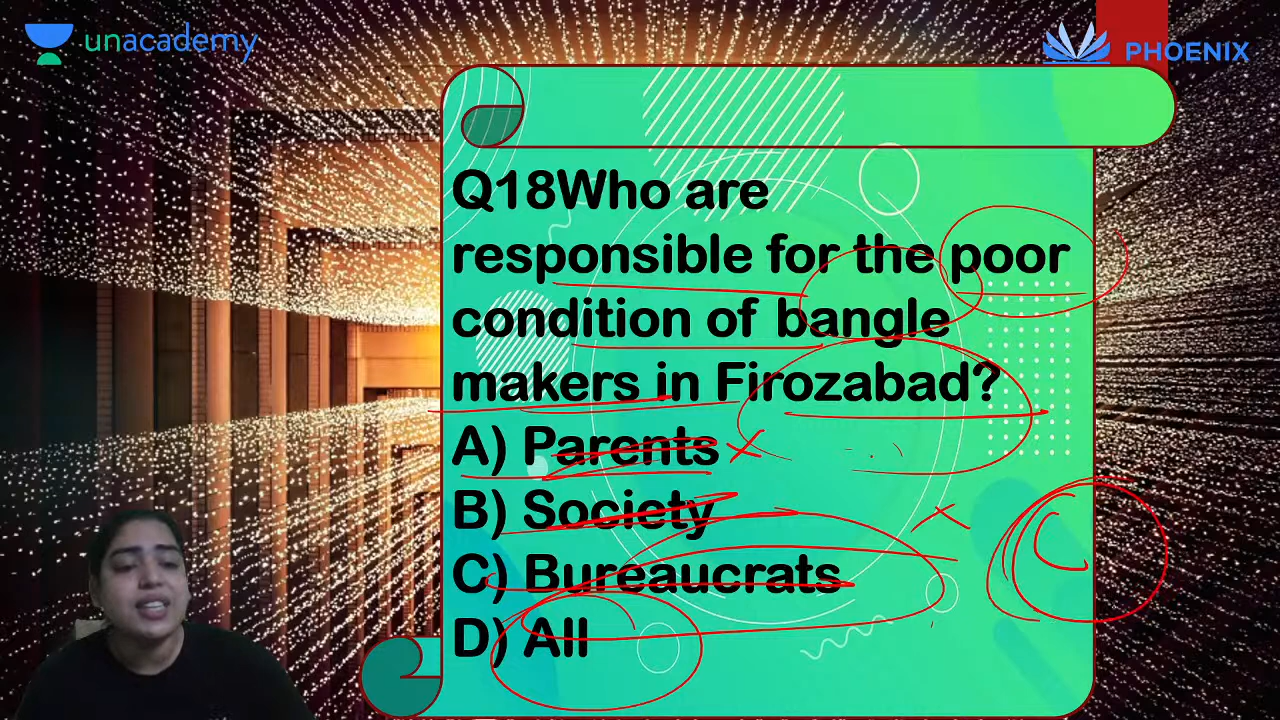 unacademy
PHOENIX
Q18Who are
responsible for the poor
condition of bangle
makers in Firozabad?
A) Parents
B) Society
C) Bureaucrats
D) All
C